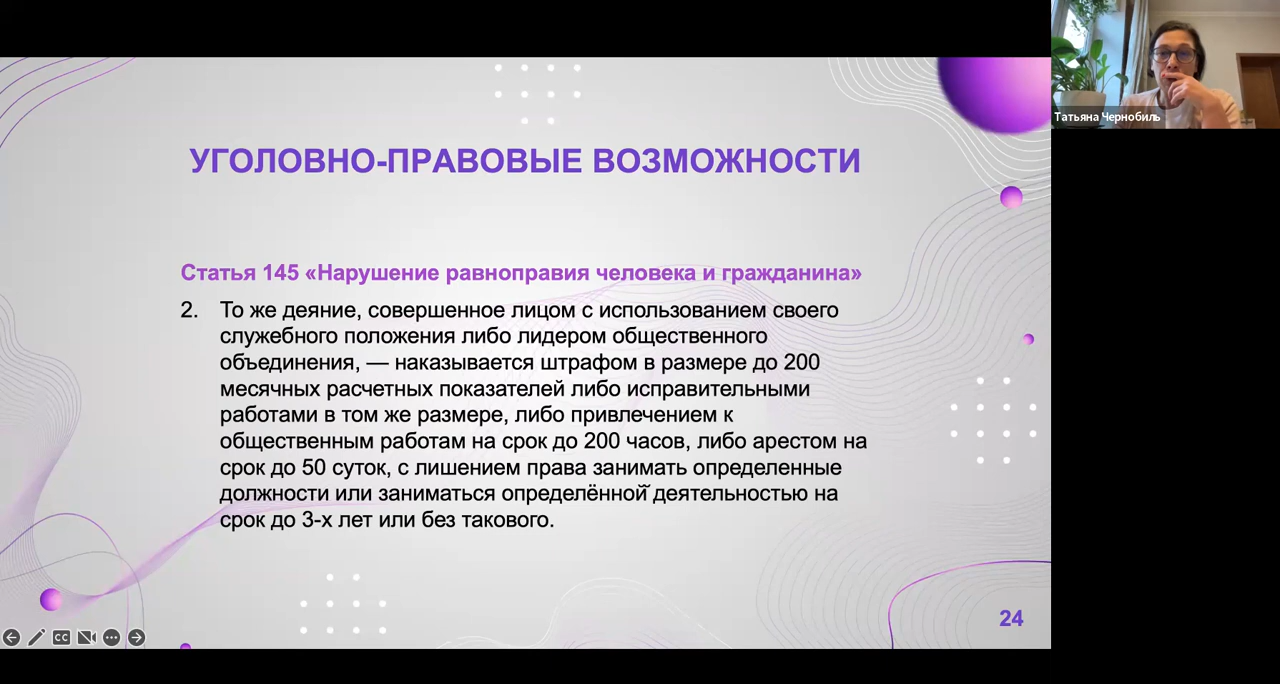 УГОЛОВНО-ПРАВОВЫЕ ВОЗМОЖНОСТИ
Статья 145 «Нарушение равноправия человека и гражданина»
2. То же деяние, совершенное лицом с использованием своего
служебного положения либо лидером общественного
объединения, — наказывается штрафом в размере до 200
месячных расчетных показателей либо исправительными
работами в том же размере, либо привлечением к
общественным работам на срок до 200 часов, либо арестом на
срок до 50 суток, с лишением права занимать определенные
должности или заниматься определённой деятельностью на
срок до 3-х лет или без такового.
24
CC
Татьяна Чернобиль